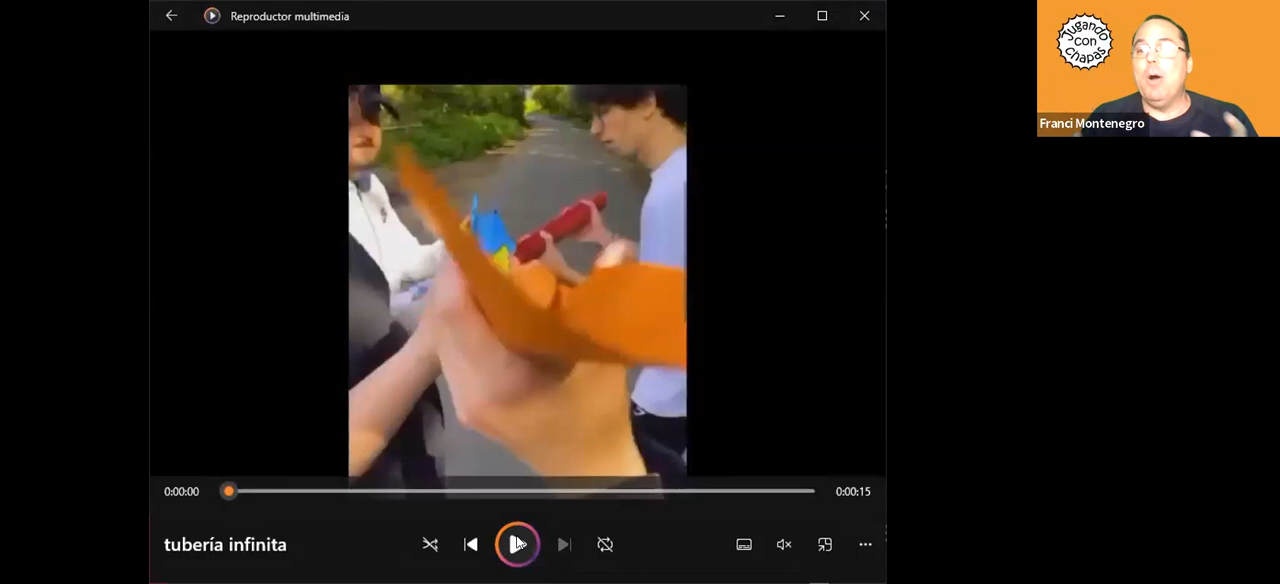 Reproductor multimedia
Jugando
con
chapas
Franci Montenegro
0:00:00
0:00:15
tubería infinita